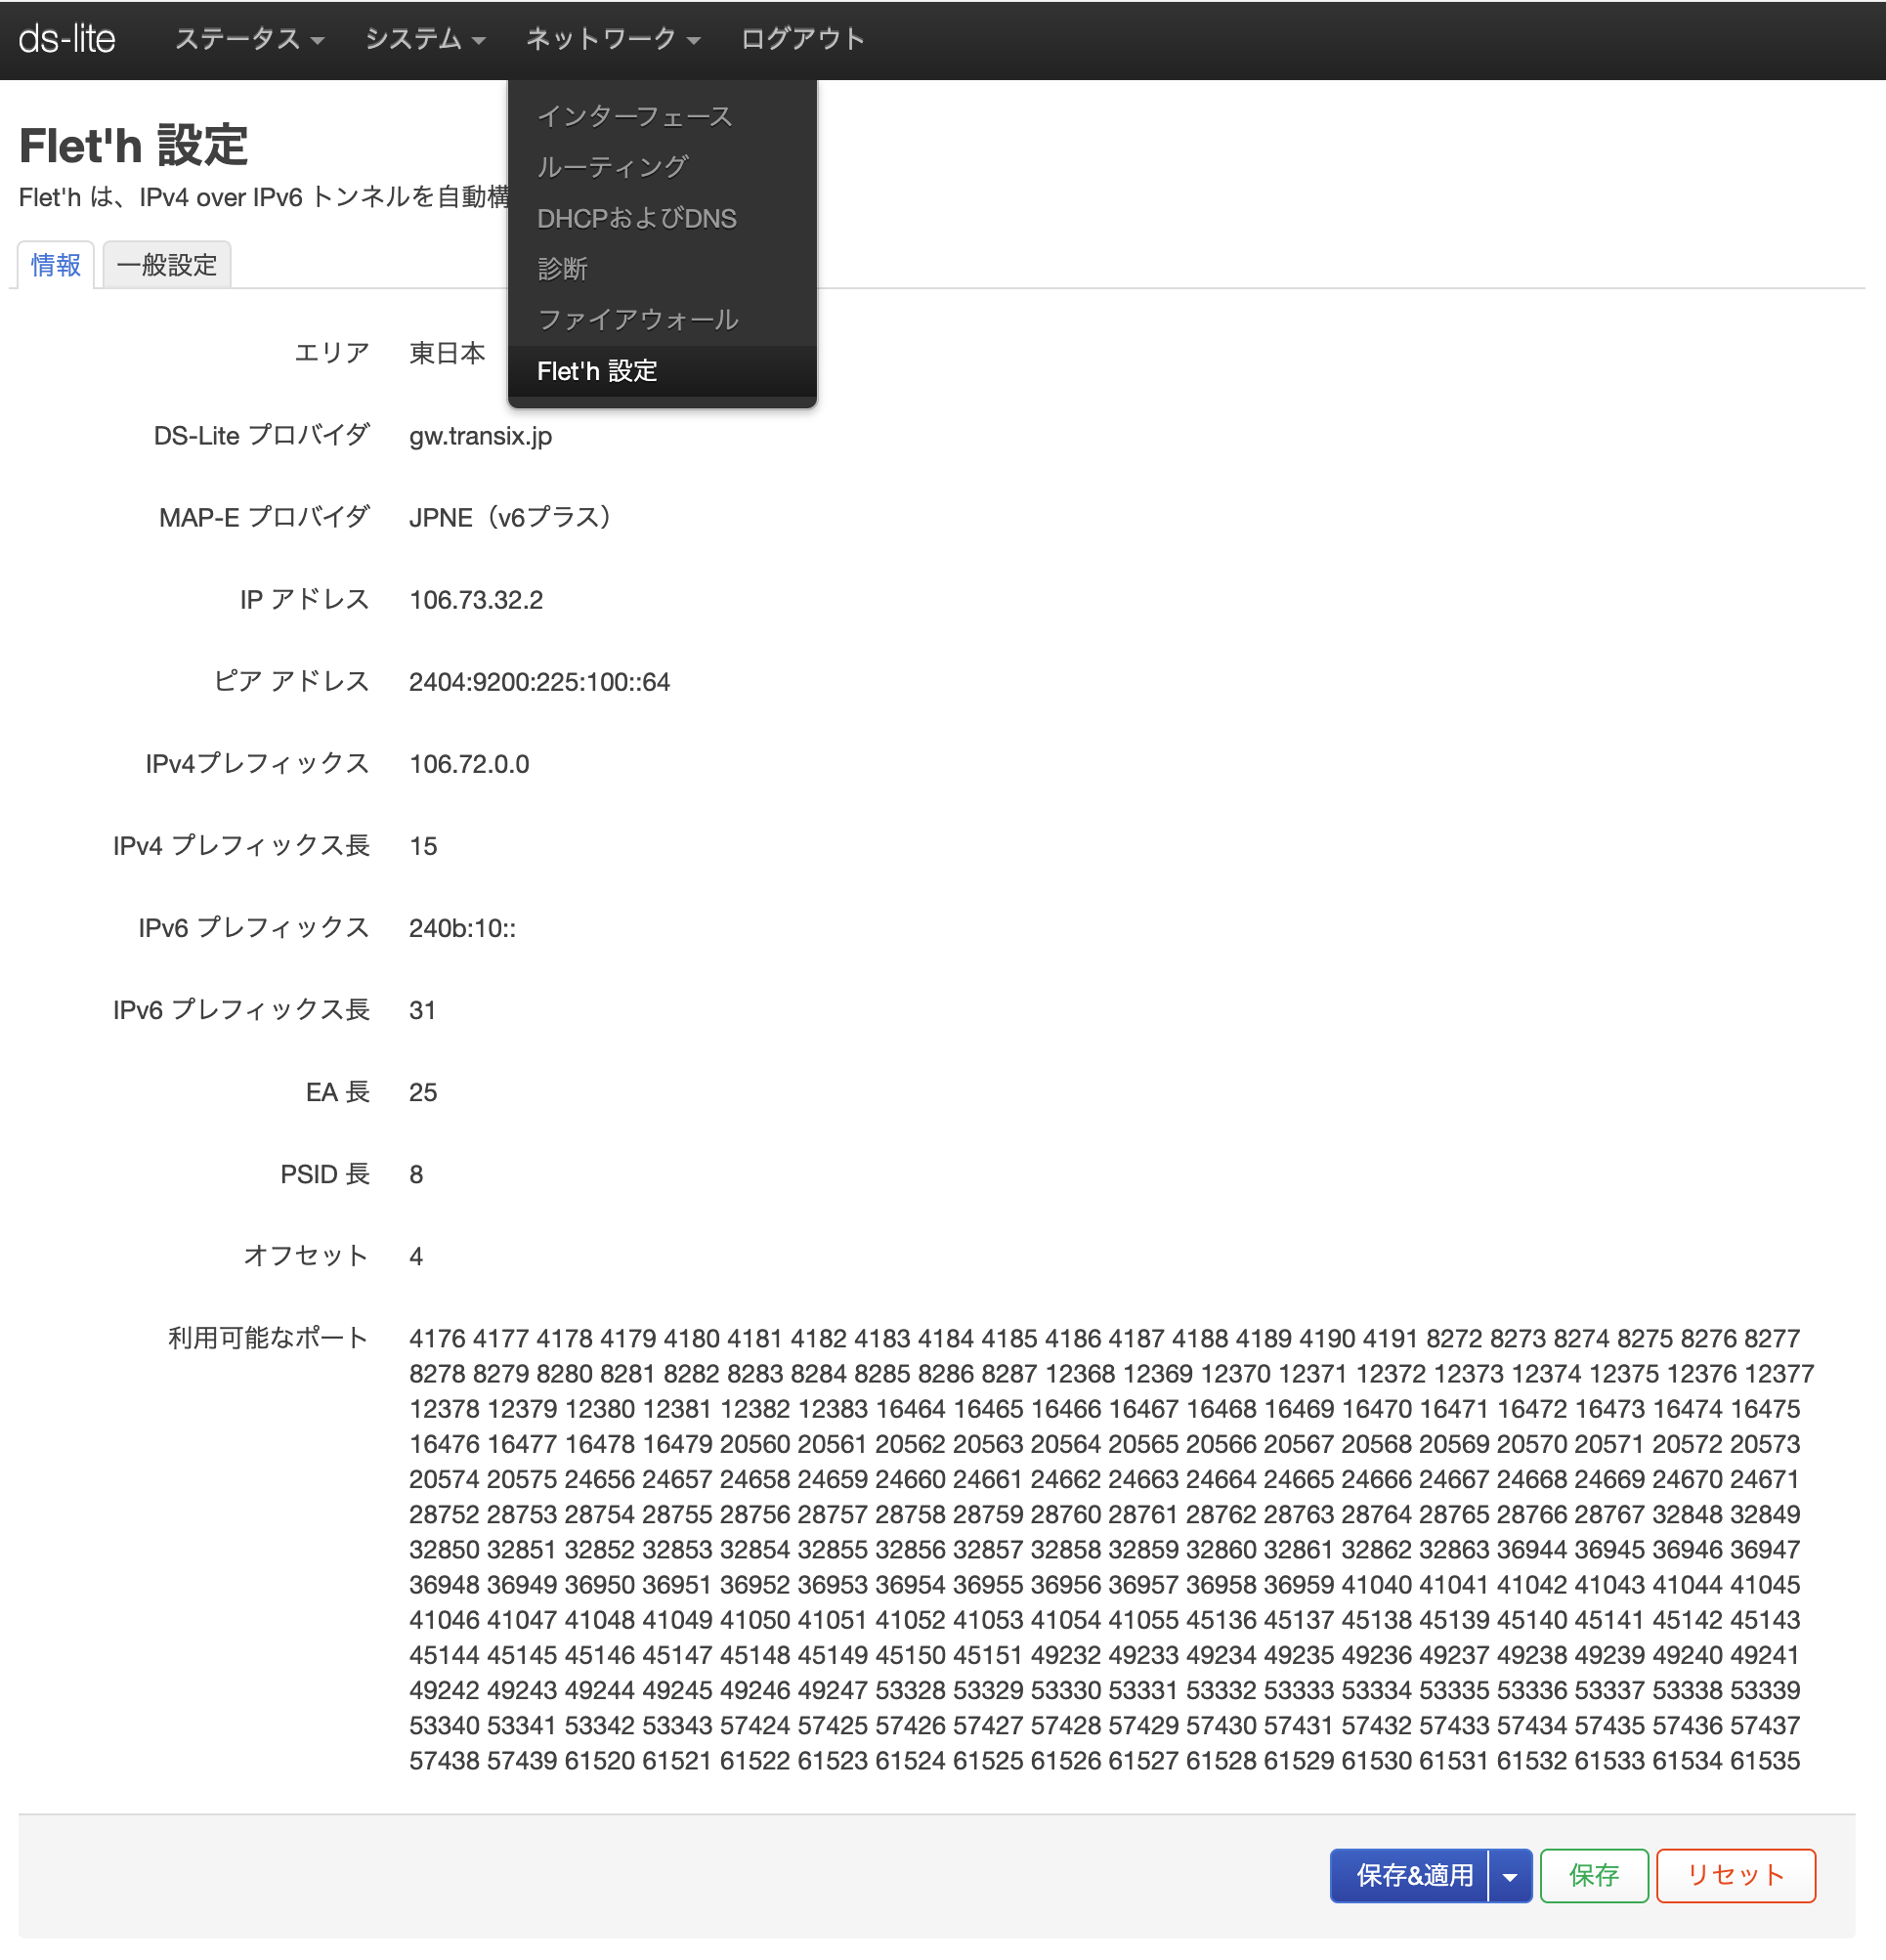 ds-lite ステータス システム ネットワーク ログアウト
インターフェース
ルーティング
DHCPおよびDNS
診断
ファイアウォール
Flet'h 設定
Flet'h 設定
Flet'h は、IPv4 over IPv6 トンネルを自動構
情報 一般設定
エリア 東日本
DS-Lite プロバイダ gw.transix.jp
MAP-E プロバイダ JPNE（v6プラス）
IP アドレス 106.73.32.2
ピア アドレス 2404:9200:225:100::64
IPv4プレフィックス 106.72.0.0
IPv4 プレフィックス長 15
IPv6 プレフィックス 240b:10::
IPv6 プレフィックス長 31
EA 長 25
PSID 長 8
オフセット 4
利用可能なポート 4176 4177 4178 4179 4180 4181 4182 4183 4184 4185 4186 4187 4188 4189 4190 4191 8272 8273 8274 8275 8276 8277
8278 8279 8280 8281 8282 8283 8284 8285 8286 8287 12368 12369 12370 12371 12372 12373 12374 12375 12376 12377
12378 12379 12380 12381 12382 12383 16464 16465 16466 16467 16468 16469 16470 16471 16472 16473 16474 16475
16476 16477 16478 16479 20560 20561 20562 20563 20564 20565 20566 20567 20568 20569 20570 20571 20572 20573
20574 20575 24656 24657 24658 24659 24660 24661 24662 24663 24664 24665 24666 24667 24668 24669 24670 24671
28752 28753 28754 28755 28756 28757 28758 28759 28760 28761 28762 28763 28764 28765 28766 28767 32848 32849
32850 32851 32852 32853 32854 32855 32856 32857 32858 32859 32860 32861 32862 32863 36944 36945 36946 36947
36948 36949 36950 36951 36952 36953 36954 36955 36956 36957 36958 36959 41040 41041 41042 41043 41044 41045
41046 41047 41048 41049 41050 41051 41052 41053 41054 41055 45136 45137 45138 45139 45140 45141 45142 45143
45144 45145 45146 45147 45148 45149 45150 45151 49232 49233 49234 49235 49236 49237 49238 49239 49240 49241
49242 49243 49244 49245 49246 49247 53328 53329 53330 53331 53332 53333 53334 53335 53336 53337 53338 53339
53340 53341 53342 53343 57424 57425 57426 57427 57428 57429 57430 57431 57432 57433 57434 57435 57436 57437
57438 57439 61520 61521 61522 61523 61524 61525 61526 61527 61528 61529 61530 61531 61532 61533 61534 61535
保存&適用 保存 リセット